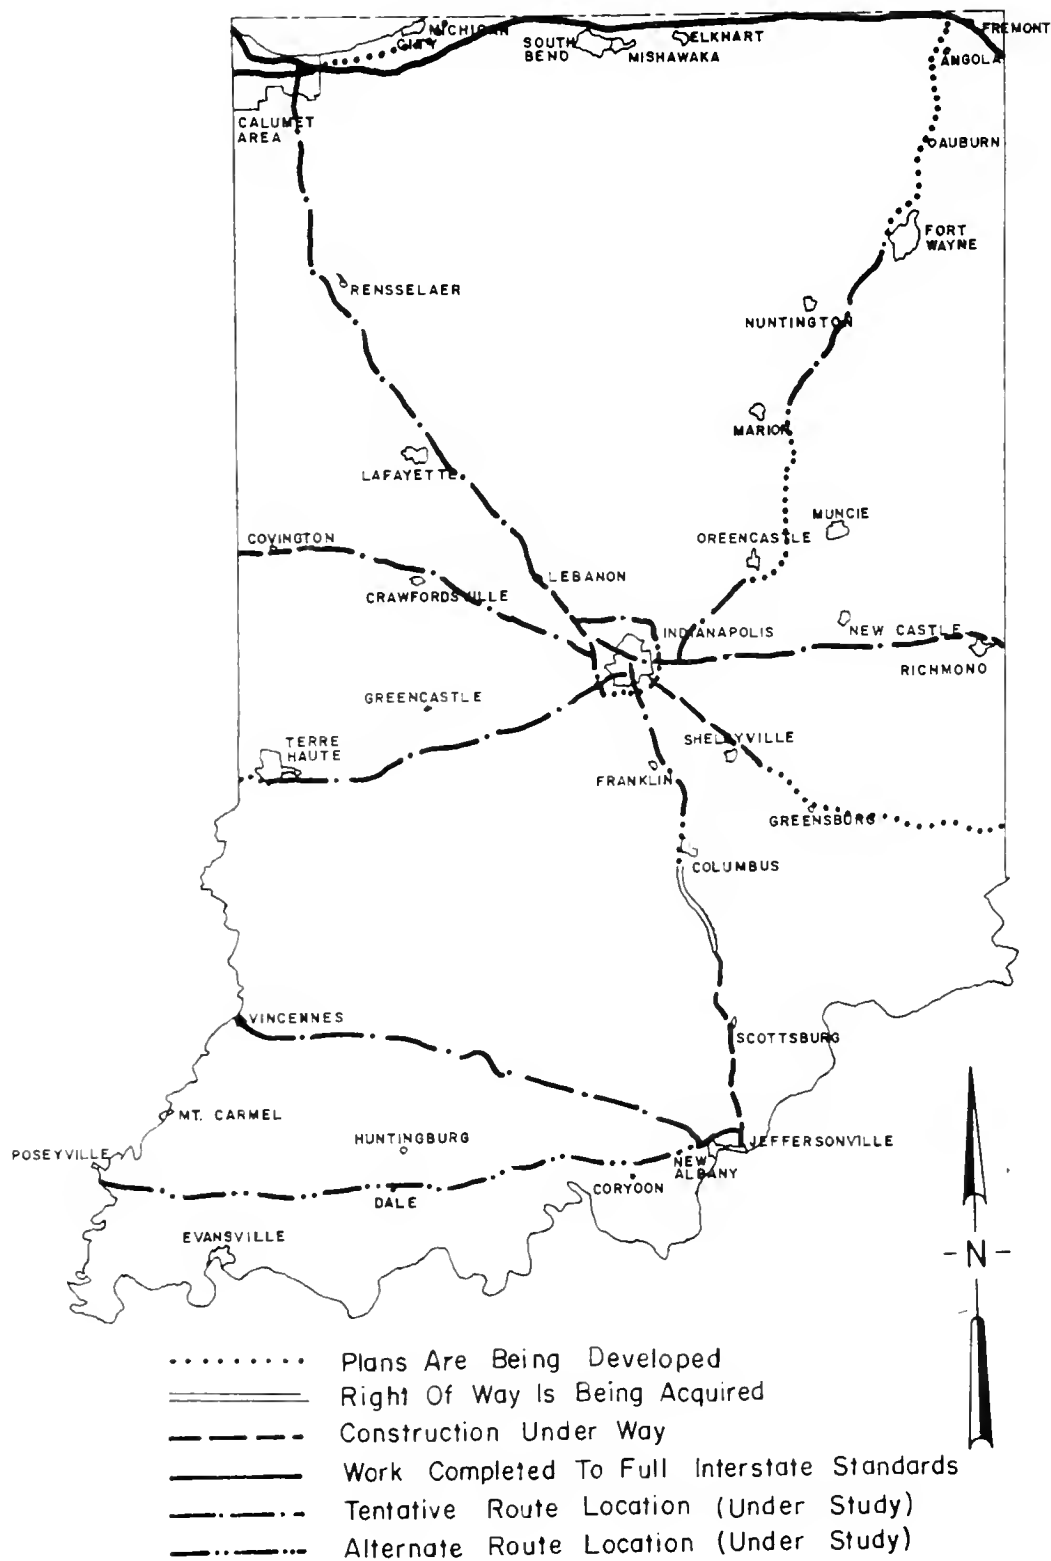 MICHIGAN
CITY
SOUTH
BEND
MISHAWAKA
ELKHART
FREMONT
ANGOLA
CALUMET
AREA
AUBURN
FORT
WAYNE
RENSSELAER
NUNTINGTON
MARION
LAFAYETTE
MUNCIE
OREENCASTLE
COVINGTON
LEBANON
CRAWFORDSVILLE
INDIANAPOLIS
NEW CASTLE
RICHMONO
GREENCASTLE
TERRE
HAUTE
SHELBYVILLE
FRANKLIN
GREENSBURG
COLUMBUS
VINCENNES
SCOTTSBURG
MT. CARMEL
HUNTINGBURG
JEFFERSONVILLE
POSEYVILLE
NEW
ALBANY
CORYOON
DALE
EVANSVILLE
- N -
Plans Are Being Developed
Right Of Way Is Being Acquired
Construction Under Way
Work Completed To Full Interstate Standards
Tentative Route Location (Under Study)
Alternate Route Location (Under Study)